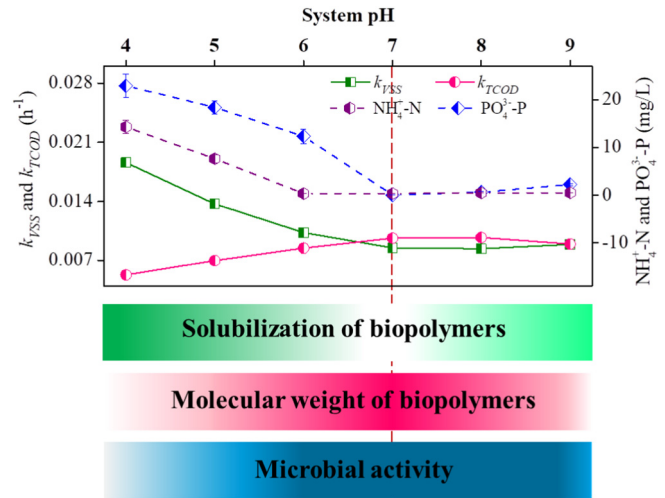 System pH
4 5 6 7 8 9
0.028
0.021
0.014
0.007
k_VSS and k_TCOD (h⁻¹)
k_VSS k_TCOD
NH₄⁺-N PO₄³⁻-P
20
10
0
-10
NH₄⁺-N and PO₄³⁻-P (mg/L)
Solubilization of biopolymers
Molecular weight of biopolymers
Microbial activity